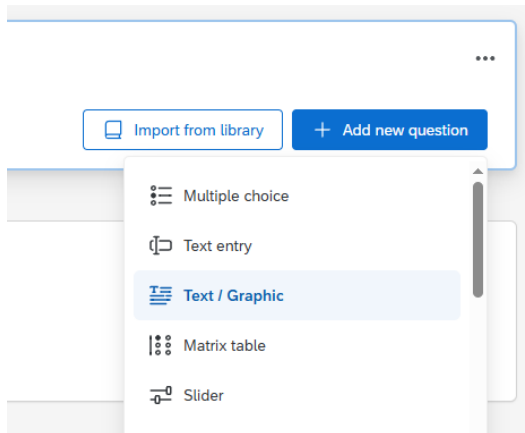 Import from library
Add new question
Multiple choice
Text entry
Text / Graphic
Matrix table
Slider